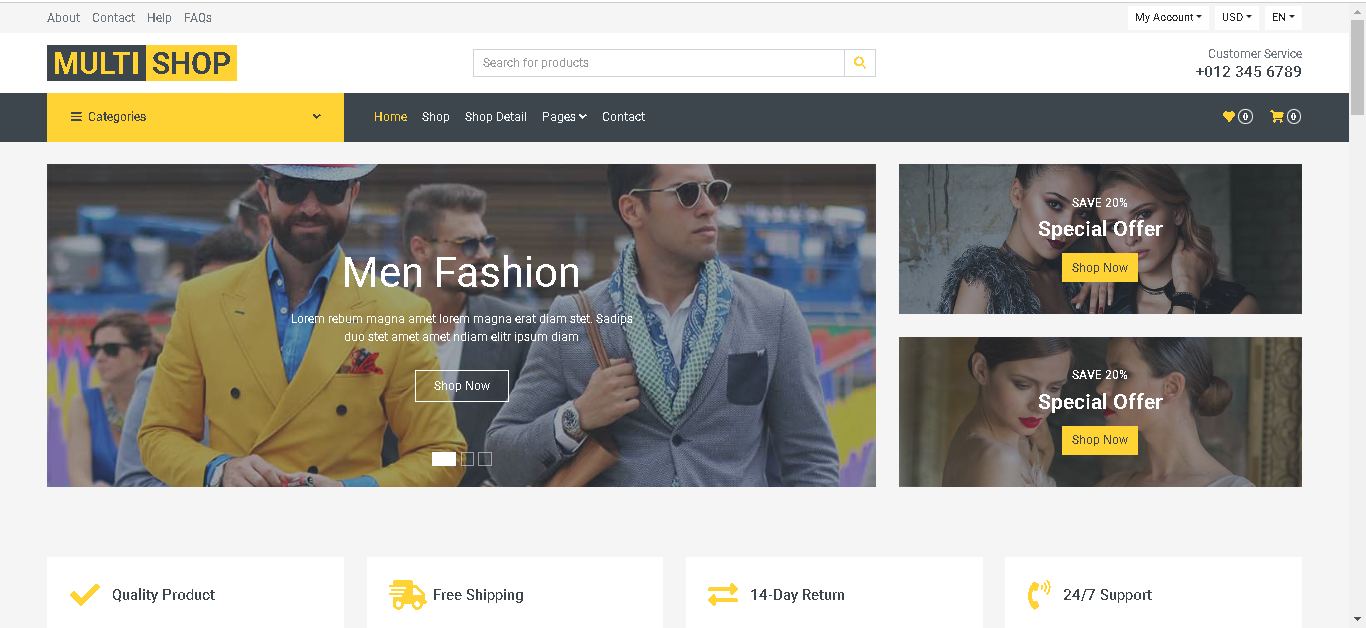 About Contact Help FAQs My Account USD EN
MULTI SHOP
Search for products
Customer Service
+012 345 6789
Categories
Home Shop Shop Detail Pages Contact
0 0
Men Fashion
Lorem rebum magna amet lorem magna erat diam stet. Sadips
duo stet amet amet ndiam elitr ipsum diam
Shop Now
SAVE 20%
Special Offer
Shop Now
SAVE 20%
Special Offer
Shop Now
Quality Product
Free Shipping
14-Day Return
24/7 Support